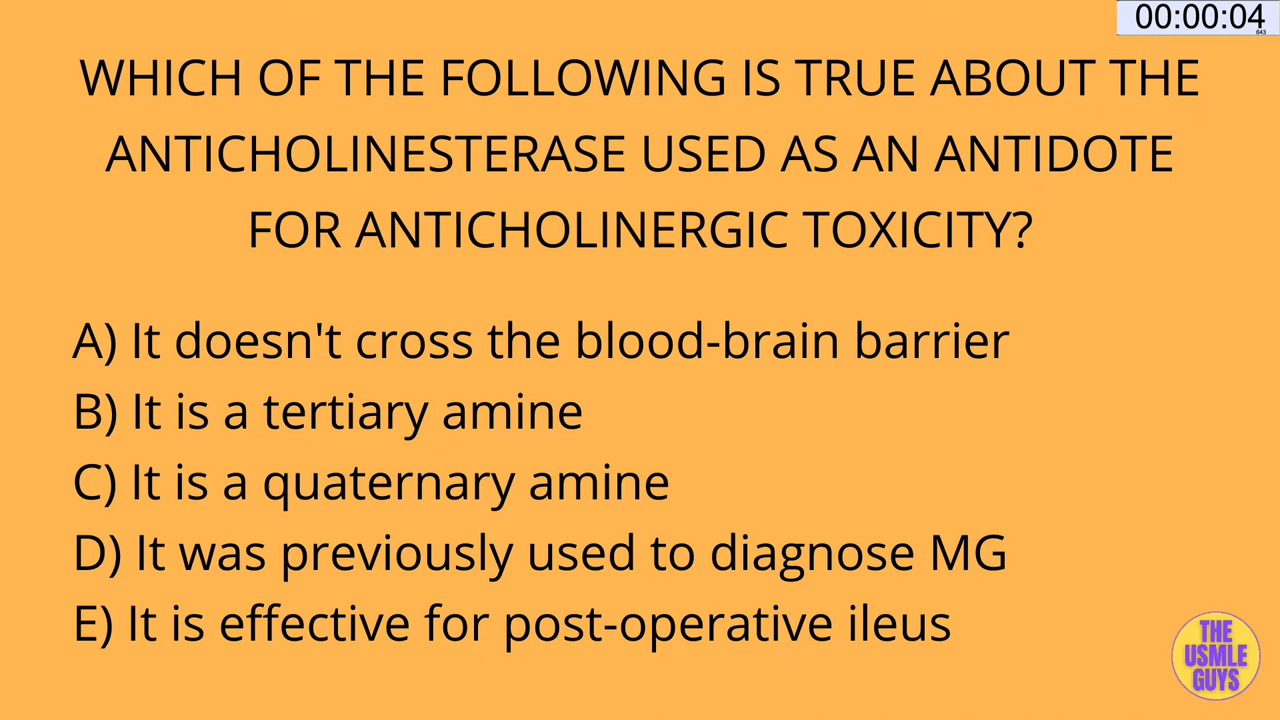 00:00:04
643
WHICH OF THE FOLLOWING IS TRUE ABOUT THE
ANTICHOLINESTERASE USED AS AN ANTIDOTE
FOR ANTICHOLINERGIC TOXICITY?
A) It doesn't cross the blood-brain barrier
B) It is a tertiary amine
C) It is a quaternary amine
D) It was previously used to diagnose MG
E) It is effective for post-operative ileus
THE
USMLE
GUYS